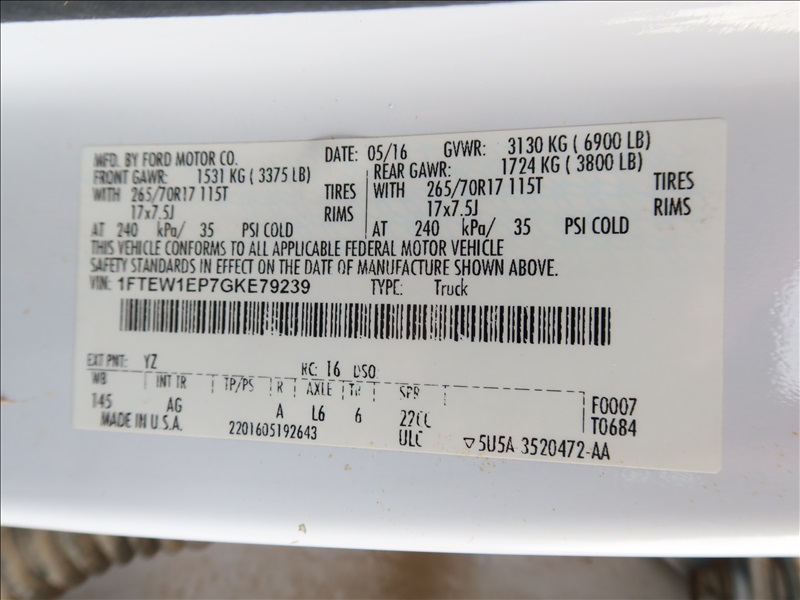 MFD. BY FORD MOTOR CO. DATE: 05/16 GVWR: 3130 KG ( 6900 LB)
FRONT GAWR: 1531 KG ( 3375 LB) REAR GAWR: 1724 KG ( 3800 LB)
WITH 265/70R17 115T TIRES WITH 265/70R17 115T TIRES
17x7.5J RIMS 17x7.5J RIMS
AT 240 kPa/ 35 PSI COLD AT 240 kPa/ 35 PSI COLD
THIS VEHICLE CONFORMS TO ALL APPLICABLE FEDERAL MOTOR VEHICLE
SAFETY STANDARDS IN EFFECT ON THE DATE OF MANUFACTURE SHOWN ABOVE.
VIN: 1FTEW1EP7GKE79239 TYPE: Truck
EXT PNT: YZ RC: 16 DSO:
WB INT TR TP/PS R AXLE TR SPR F0007
145 AG A L6 6 22CC T0684
MADE IN U.S.A. 2201605192643 ULC ▽5U5A 3520472-AA